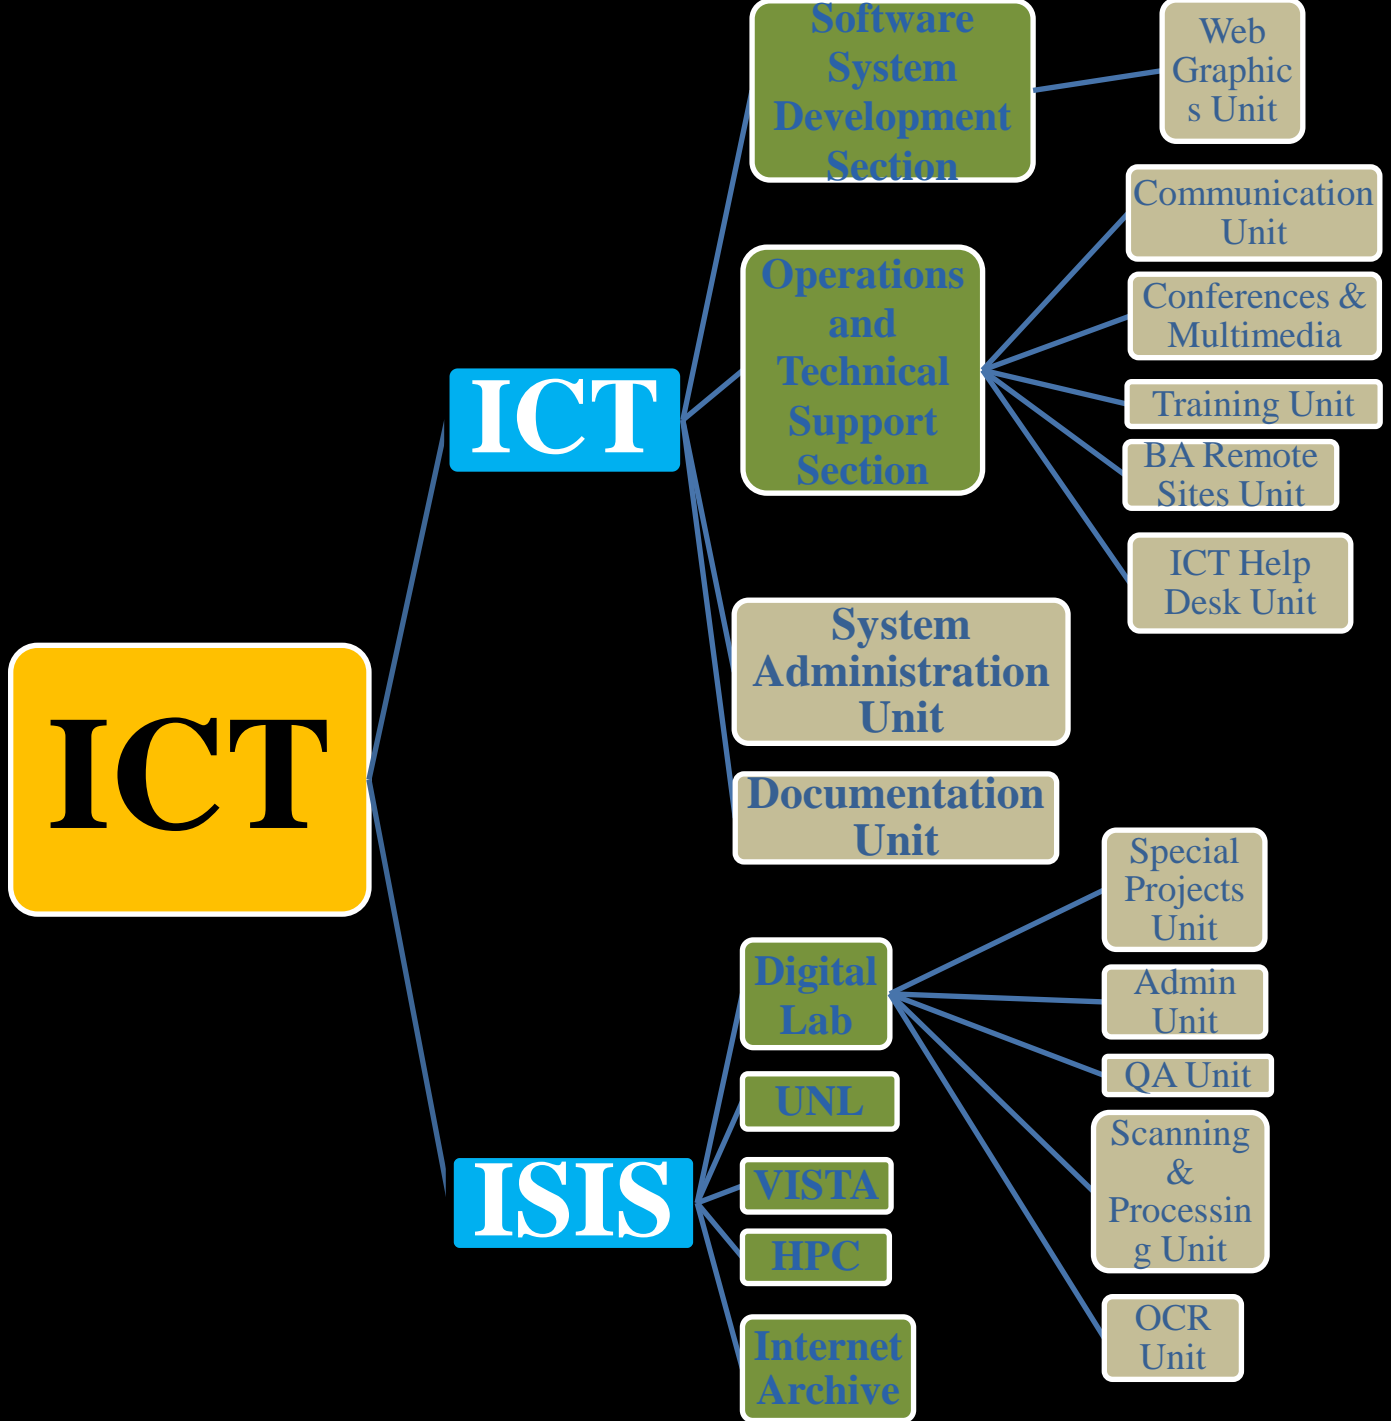 ICT
ICT
Software
System
Development
Section
Web
Graphic
s Unit
Operations
and
Technical
Support
Section
Communication
Unit
Conferences &
Multimedia
Training Unit
BA Remote
Sites Unit
ICT Help
Desk Unit
System
Administration
Unit
Documentation
Unit
ISIS
Digital
Lab
Special
Projects
Unit
Admin
Unit
QA Unit
Scanning
&
Processin
g Unit
OCR
Unit
UNL
VISTA
HPC
Internet
Archive